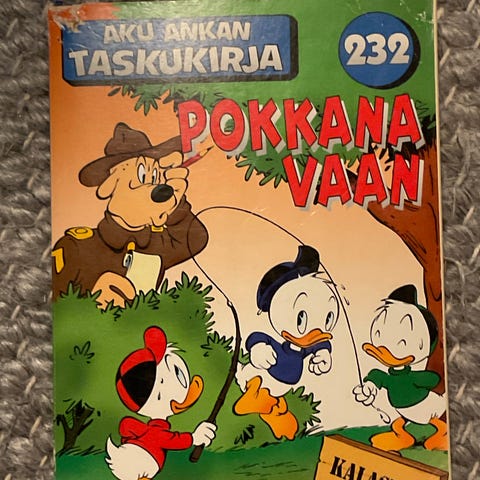 AKU ANKAN
TASKUKIRJA
232
POKKANA
VAAN